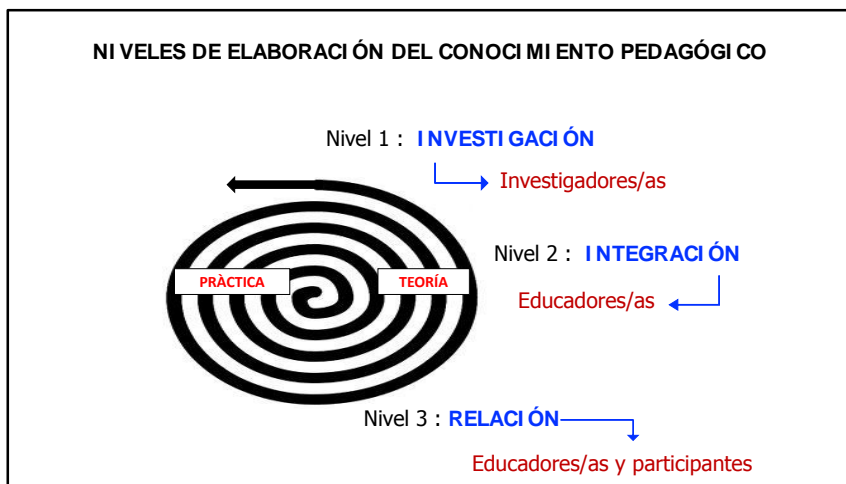 NIVELES DE ELABORACIÓN DEL CONOCIMIENTO PEDAGÓGICO
Nivel 1 : INVESTIGACIÓN
Investigadores/as
Nivel 2 : INTEGRACIÓN
PRÀCTICA
TEORÍA
Educadores/as
Nivel 3 : RELACIÓN
Educadores/as y participantes